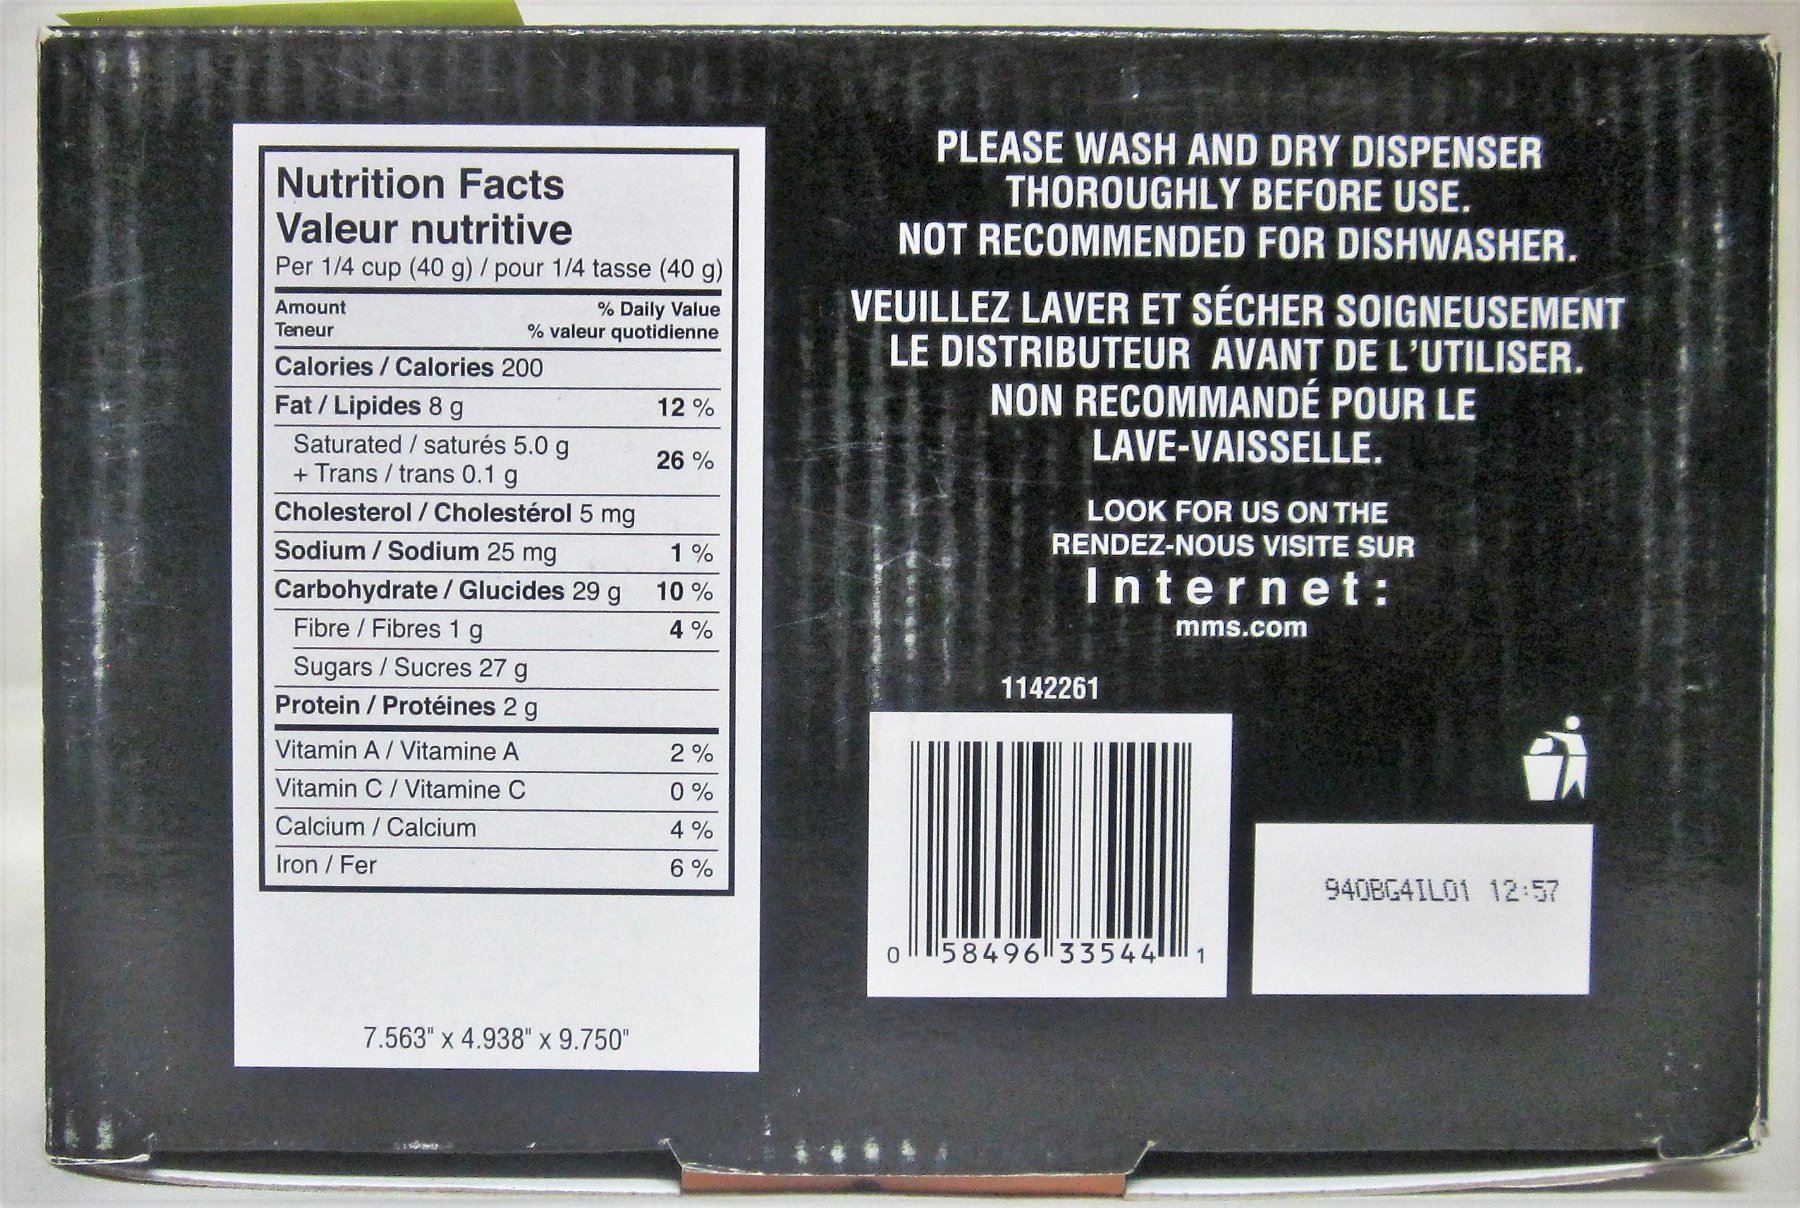 Nutrition Facts
Valeur nutritive
Per 1/4 cup (40 g) / pour 1/4 tasse (40 g)
Amount % Daily Value
Teneur % valeur quotidienne
Calories / Calories 200
Fat / Lipides 8 g 12 %
Saturated / saturés 5.0 g
+ Trans / trans 0.1 g 26 %
Cholesterol / Cholestérol 5 mg
Sodium / Sodium 25 mg 1 %
Carbohydrate / Glucides 29 g 10 %
Fibre / Fibres 1 g 4 %
Sugars / Sucres 27 g
Protein / Protéines 2 g
Vitamin A / Vitamine A 2 %
Vitamin C / Vitamine C 0 %
Calcium / Calcium 4 %
Iron / Fer 6 %
7.563" x 4.938" x 9.750"
PLEASE WASH AND DRY DISPENSER
THOROUGHLY BEFORE USE.
NOT RECOMMENDED FOR DISHWASHER.
VEUILLEZ LAVER ET SÉCHER SOIGNEUSEMENT
LE DISTRIBUTEUR AVANT DE L'UTILISER.
NON RECOMMANDÉ POUR LE
LAVE-VAISSELLE.
LOOK FOR US ON THE
RENDEZ-NOUS VISITE SUR
Internet:
mms.com
1142261
0 58496 33544 1
940BG4IL01 12:57